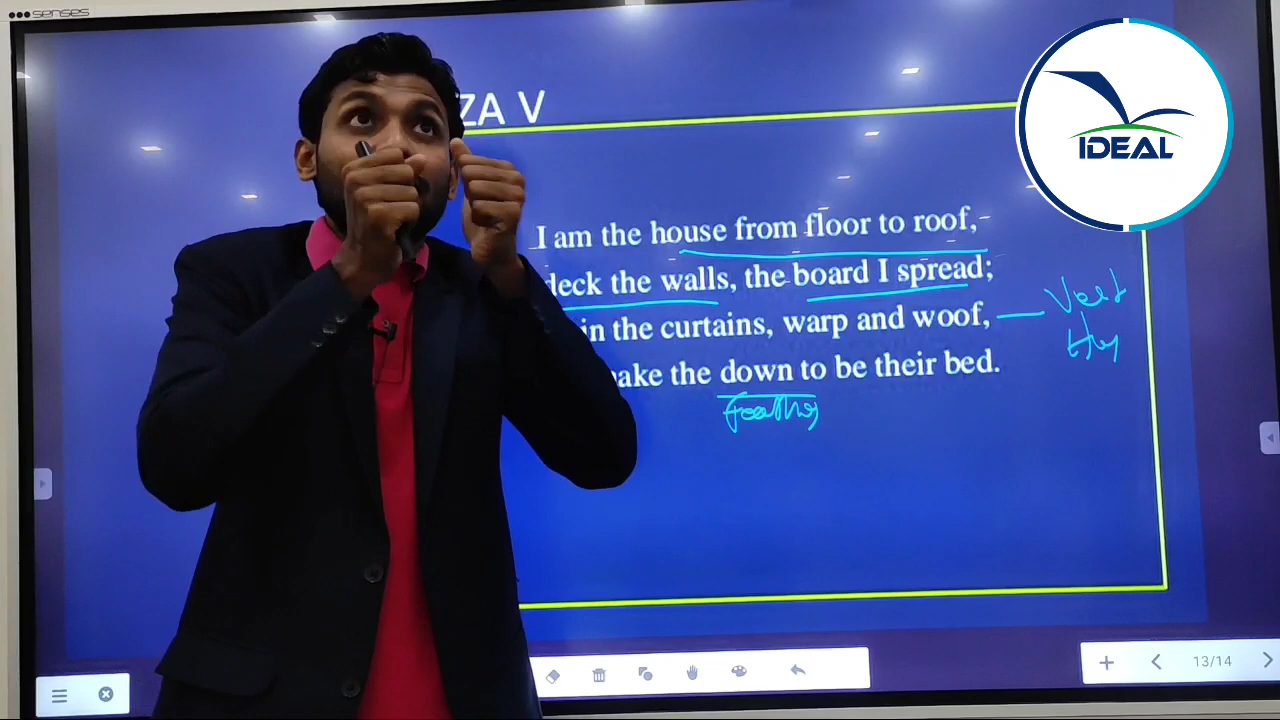 senses
ZA V
IDEAL
I am the house from floor to roof,
deck the walls, the board I spread;
in the curtains, warp and woof,
make the down to be their bed.
13/14